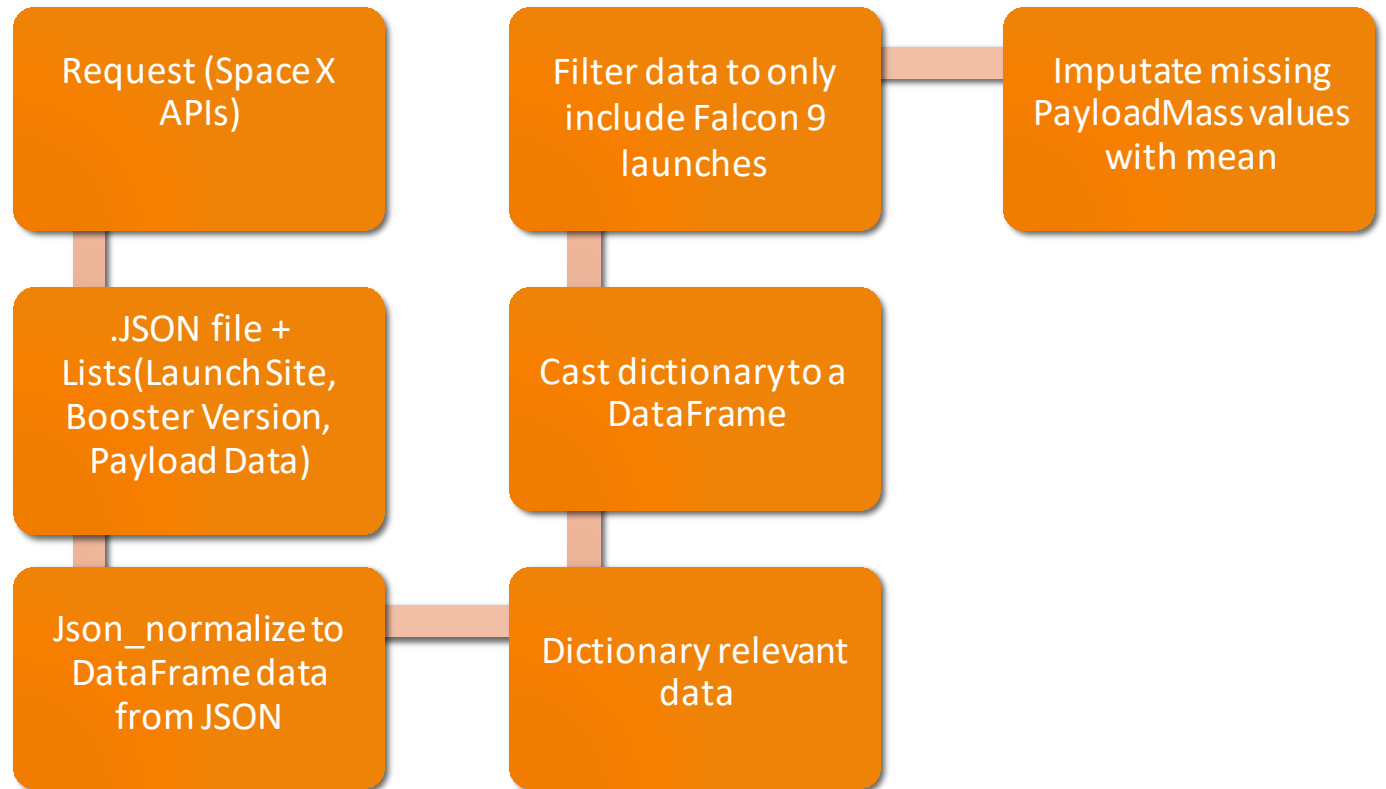 Request (Space X
APIs)
.JSON file +
Lists(Launch Site,
Booster Version,
Payload Data)
Json_normalize to
DataFrame data
from JSON
Dictionary relevant
data
Cast dictionary to a
DataFrame
Filter data to only
include Falcon 9
launches
Imputate missing
PayloadMass values
with mean